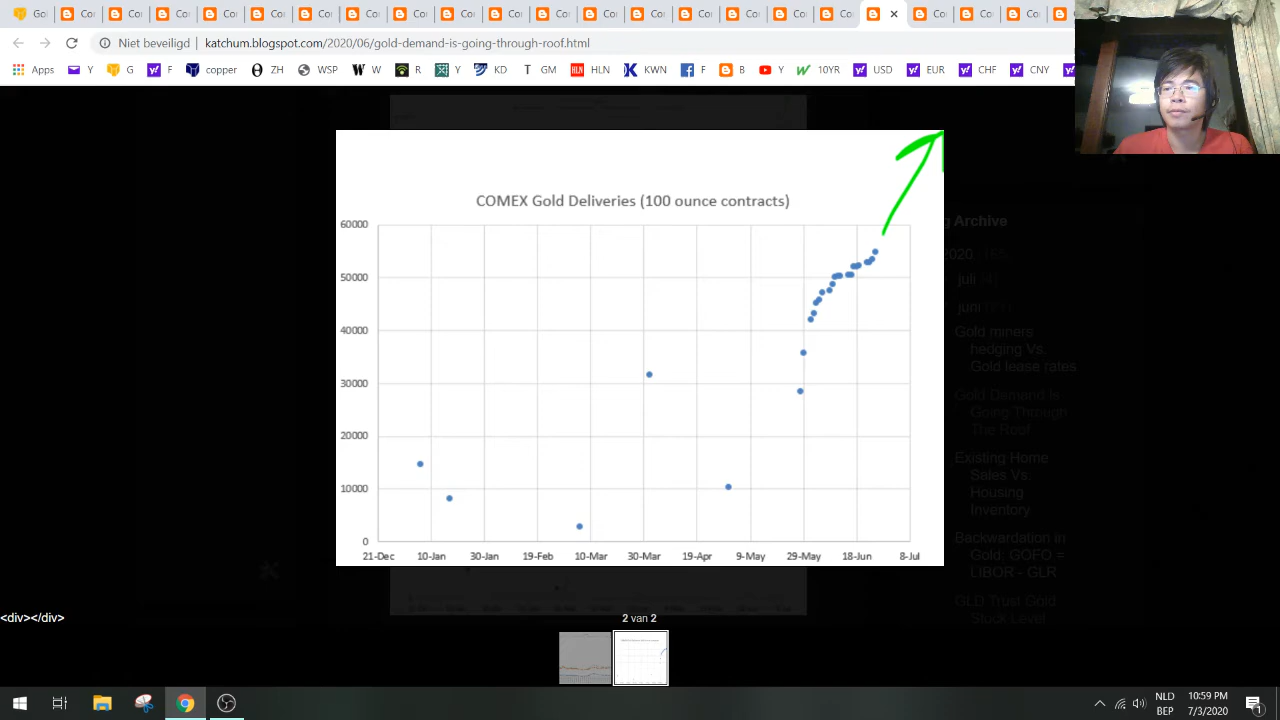 Go
Niet beveiligd
katchum.blogspot.com/2020/06/gold-demand-is-going-through-roof.html
Apps Y G F copper ZH WSP W R Y KD GM HLN KWN F B Y 10YR USD EUR CHF CNY
COMEX Gold Deliveries (100 ounce contracts)
60000
50000
40000
30000
20000
10000
0
21-Dec 10-Jan 30-Jan 19-Feb 10-Mar 30-Mar 19-Apr 9-May 29-May 18-Jun 8-Jul
g Archive
2020
juli (4)
juni
Gold miners
hedging Vs.
Gold lease rates
Gold Demand Is
Going Through
The Roof
Existing Home
Sales Vs.
Housing
Inventory
Backwardation in
Gold: GOFO =
LIBOR - GLR
GLD Trust Gold
Stock Level
<div></div>
2 van 2
NLD
BEP
10:59 PM
7/3/2020
1